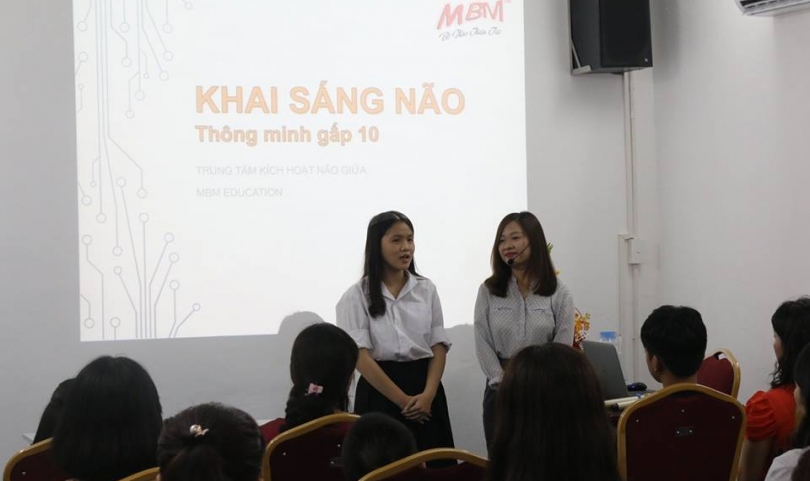 MBM
KHAI SÁNG NÃO
Thông minh gấp 10
TRUNG TÂM KÍCH HOẠT NÃO GIỮA
MBM EDUCATION